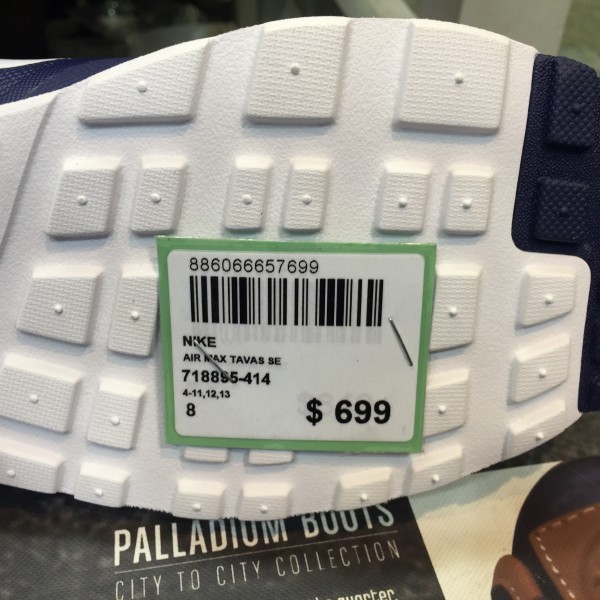 886066657699
NIKE
AIR MAX TAVAS SE
718895-414
4-11,12,13
8
$ 699
PALLADIUM BOOTS
CITY TO CITY COLLECTION